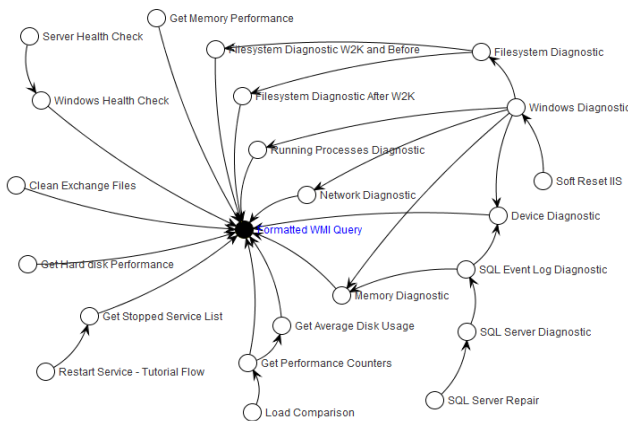 Get Memory Performance
Server Health Check
Filesystem Diagnostic W2K and Before
Filesystem Diagnostic
Filesystem Diagnostic After W2K
Windows Health Check
Windows Diagnostic
Running Processes Diagnostic
Soft Reset IIS
Clean Exchange Files
Network Diagnostic
Device Diagnostic
Formatted WMI Query
Get Hard disk Performance
SQL Event Log Diagnostic
Memory Diagnostic
Get Stopped Service List
Get Average Disk Usage
SQL Server Diagnostic
Get Performance Counters
Restart Service - Tutorial Flow
SQL Server Repair
Load Comparison